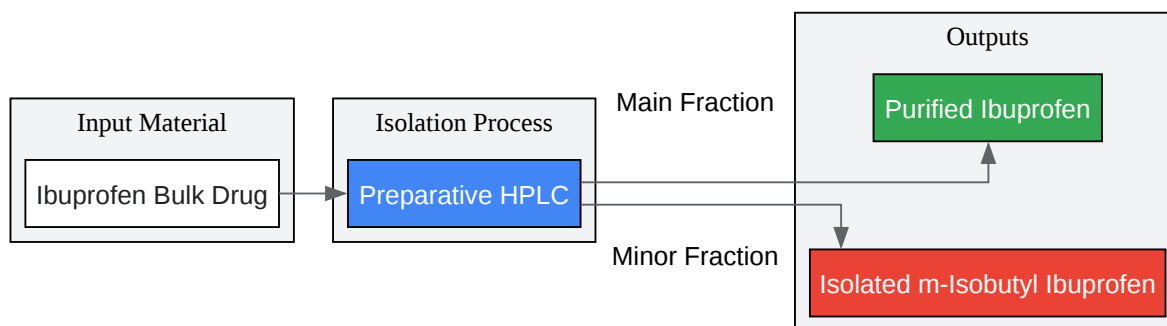 Input Material
Ibuprofen Bulk Drug
Isolation Process
Preparative HPLC
Main Fraction
Minor Fraction
Outputs
Purified Ibuprofen
Isolated m-Isobutyl Ibuprofen